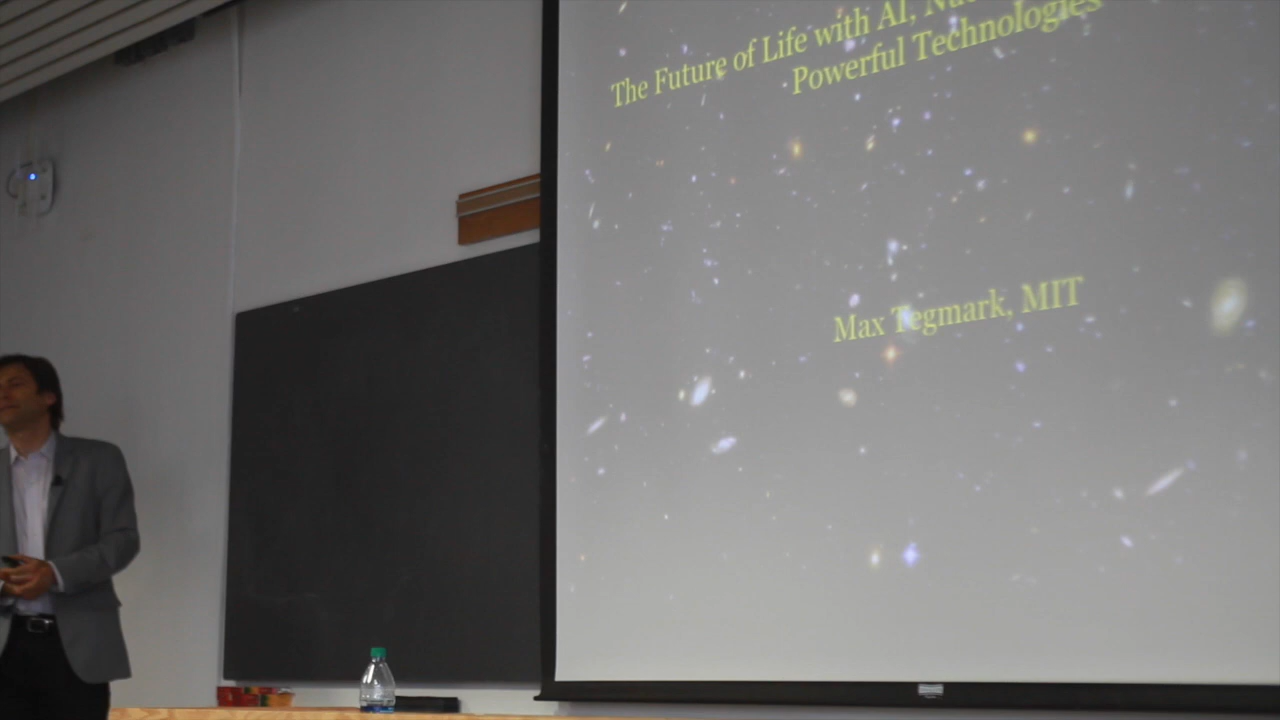 The Future of Life with AI,
Powerful Technologies
Max Tegmark, MIT